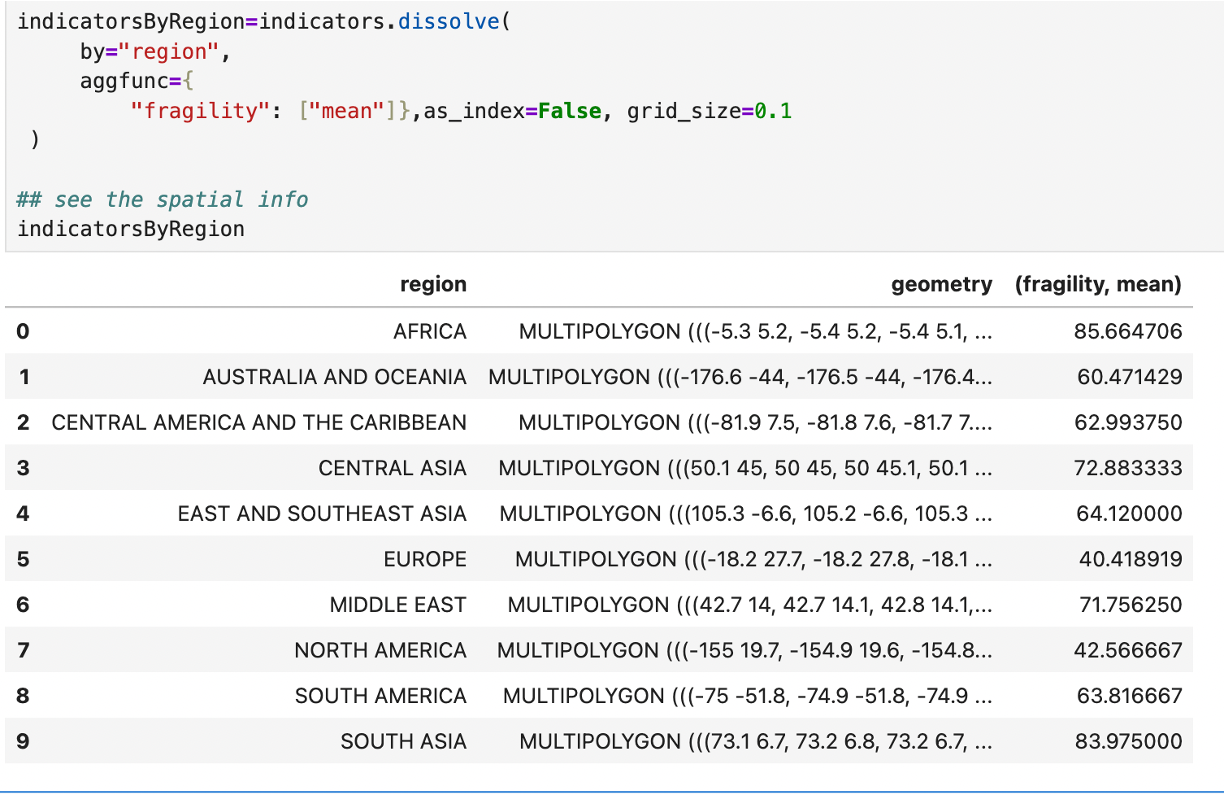 indicatorsByRegion=indicators.dissolve(
     by="region",
     aggfunc={
         "fragility": ["mean"]},as_index=False, grid_size=0.1
 )

## see the spatial info
indicatorsByRegion
region geometry (fragility, mean)
0 AFRICA MULTIPOLYGON (((-5.3 5.2, -5.4 5.2, -5.4 5.1, ... 85.664706
1 AUSTRALIA AND OCEANIA MULTIPOLYGON (((-176.6 -44, -176.5 -44, -176.4... 60.471429
2 CENTRAL AMERICA AND THE CARIBBEAN MULTIPOLYGON (((-81.9 7.5, -81.8 7.6, -81.7 7.... 62.993750
3 CENTRAL ASIA MULTIPOLYGON (((50.1 45, 50 45, 50 45.1, 50.1 ... 72.883333
4 EAST AND SOUTHEAST ASIA MULTIPOLYGON (((105.3 -6.6, 105.2 -6.6, 105.3 ... 64.120000
5 EUROPE MULTIPOLYGON (((-18.2 27.7, -18.2 27.8, -18.1 ... 40.418919
6 MIDDLE EAST MULTIPOLYGON (((42.7 14, 42.7 14.1, 42.8 14.1,... 71.756250
7 NORTH AMERICA MULTIPOLYGON (((-155 19.7, -154.9 19.6, -154.8... 42.566667
8 SOUTH AMERICA MULTIPOLYGON (((-75 -51.8, -74.9 -51.8, -74.9 ... 63.816667
9 SOUTH ASIA MULTIPOLYGON (((73.1 6.7, 73.2 6.8, 73.2 6.7, ... 83.975000